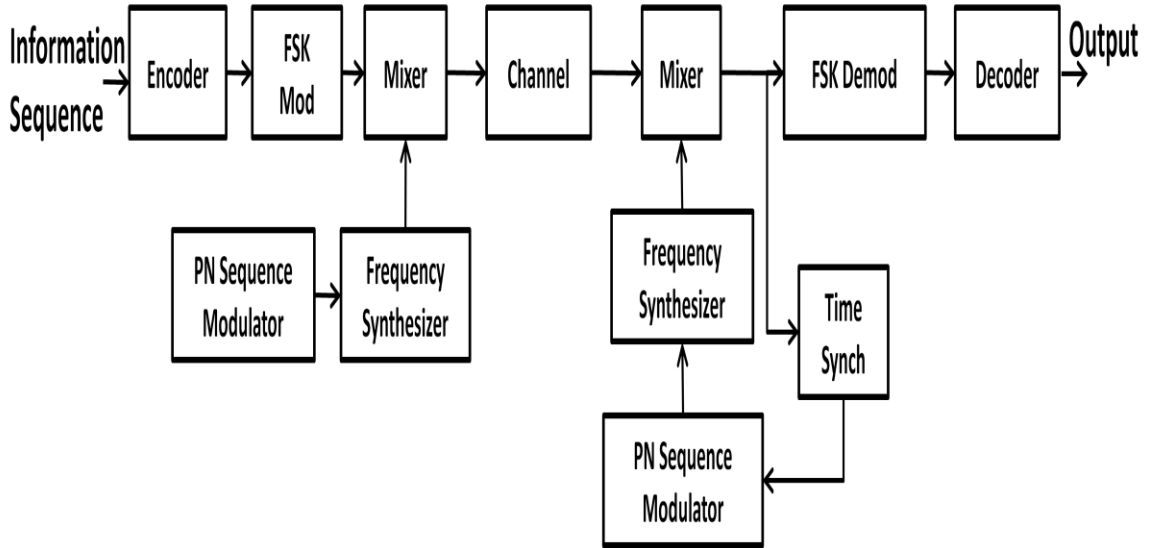 Information
Sequence
Encoder
FSK
Mod
Mixer
Channel
Mixer
FSK Demod
Decoder
Output
PN Sequence
Modulator
Frequency
Synthesizer
Frequency
Synthesizer
Time
Synch
PN Sequence
Modulator